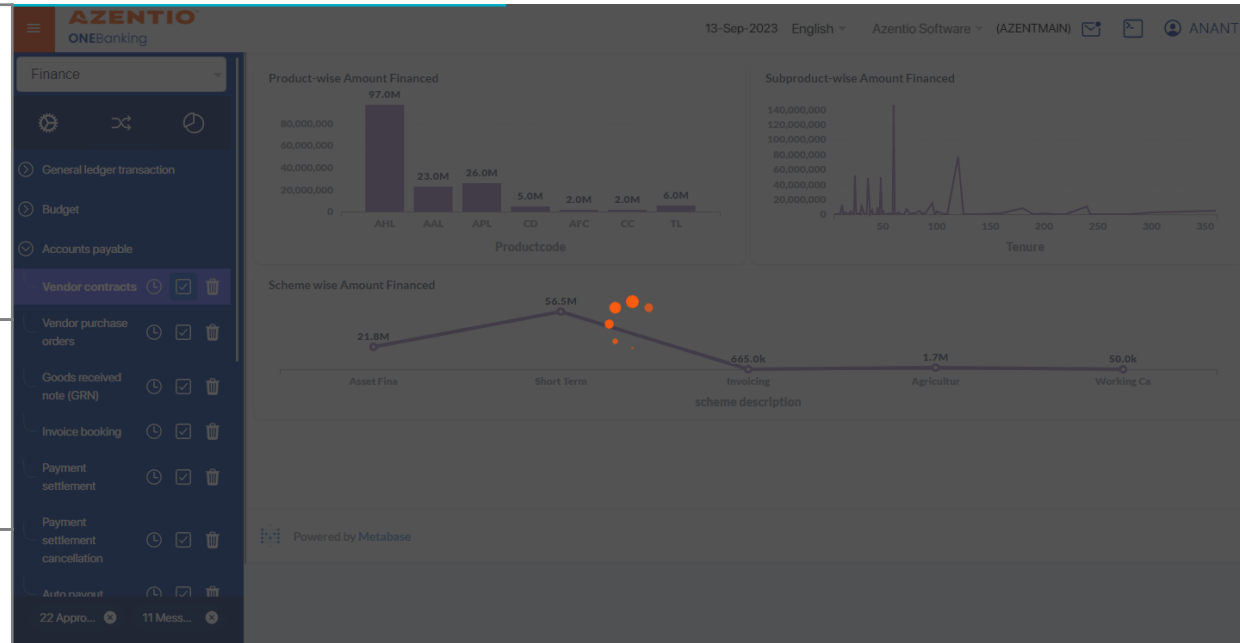 AZENTIO
ONEBanking
13-Sep-2023 English Azentio Software (AZENTMAIN) ANANT
Finance
General ledger transaction
Budget
Accounts payable
Vendor contracts
Vendor purchase
orders
Goods received
note (GRN)
Invoice booking
Payment
settlement
Payment
settlement
cancellation
Auto payout
22 Appro... 11 Mess...
Product-wise Amount Financed
97.0M
80,000,000
60,000,000
40,000,000
20,000,000
0
23.0M 26.0M 5.0M 2.0M 2.0M 6.0M
AHL AAL APL CD AFC CC TL
Productcode
Subproduct-wise Amount Financed
140,000,000
120,000,000
100,000,000
80,000,000
60,000,000
40,000,000
20,000,000
0
50 100 150 200 250 300 350
Tenure
Scheme wise Amount Financed
21.8M 56.5M 665.0k 1.7M 50.0k
Asset Fina Short Term Invoicing Agricultur Working Ca
scheme description
Powered by Metabase